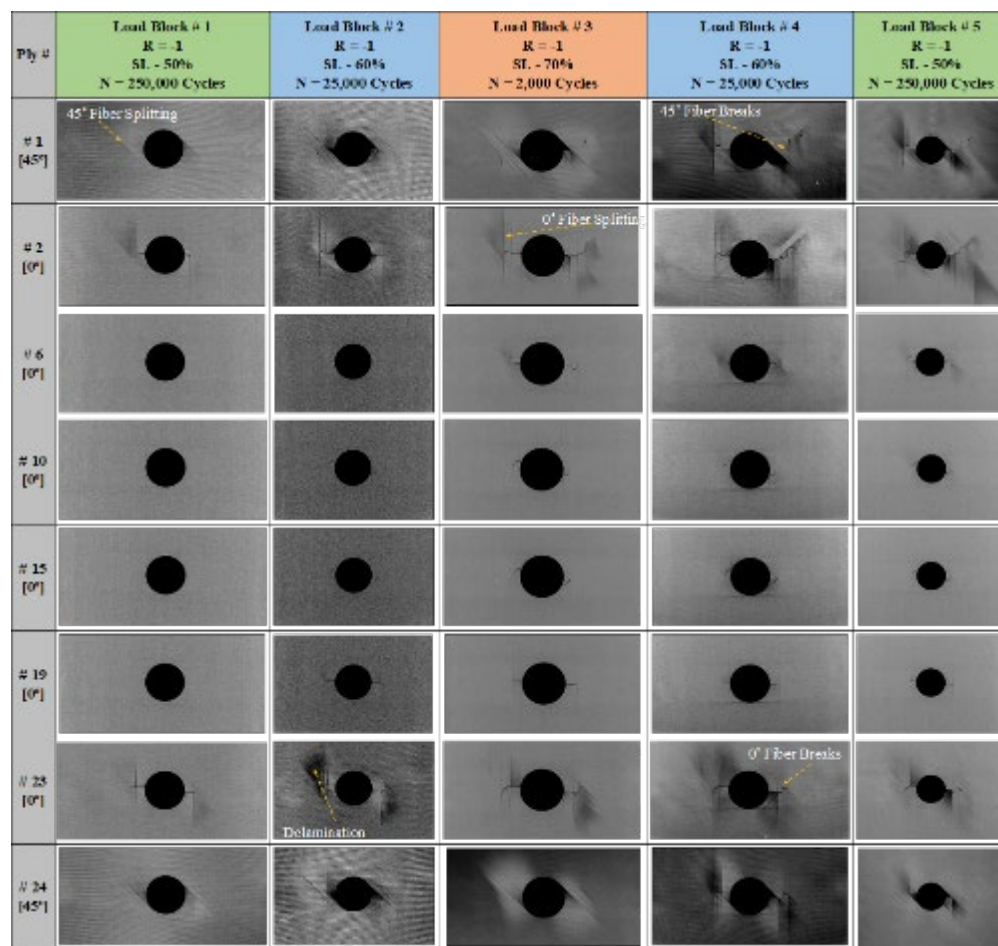 Ply #
Load Block # 1
R = -1
SL - 50%
N = 250,000 Cycles
Load Block # 2
R = -1
SL - 60%
N = 25,000 Cycles
Load Block # 3
R = -1
SL - 70%
N = 2,000 Cycles
Load Block # 4
R = -1
SL - 60%
N = 25,000 Cycles
Load Block # 5
R = -1
SL - 50%
N = 250,000 Cycles
# 1
[45°]
45° Fiber Splitting
45° Fiber Breaks
# 2
[0°]
0° Fiber Splitting
# 6
[0°]
# 10
[0°]
# 15
[0°]
# 19
[0°]
# 23
[0°]
Delamination
0° Fiber Breaks
# 24
[45°]